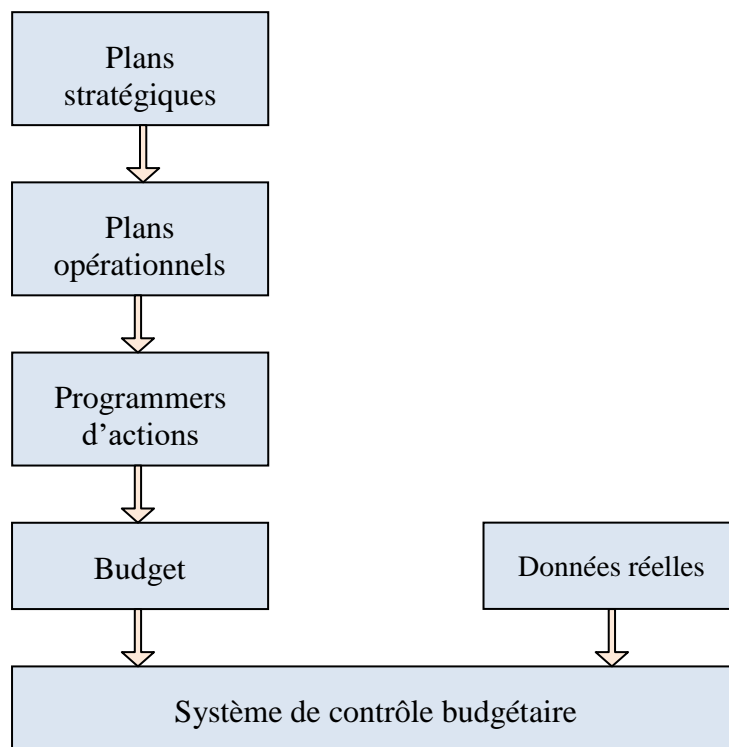 Plans
stratégiques
Plans
opérationnels
Programmers
d’actions
Budget
Données réelles
Système de contrôle budgétaire